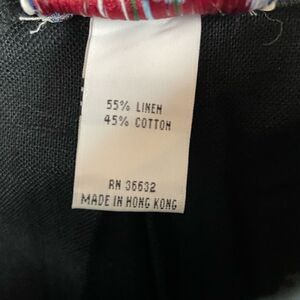 55% LINEN
45% COTTON
RN 36632
MADE IN HONG KONG